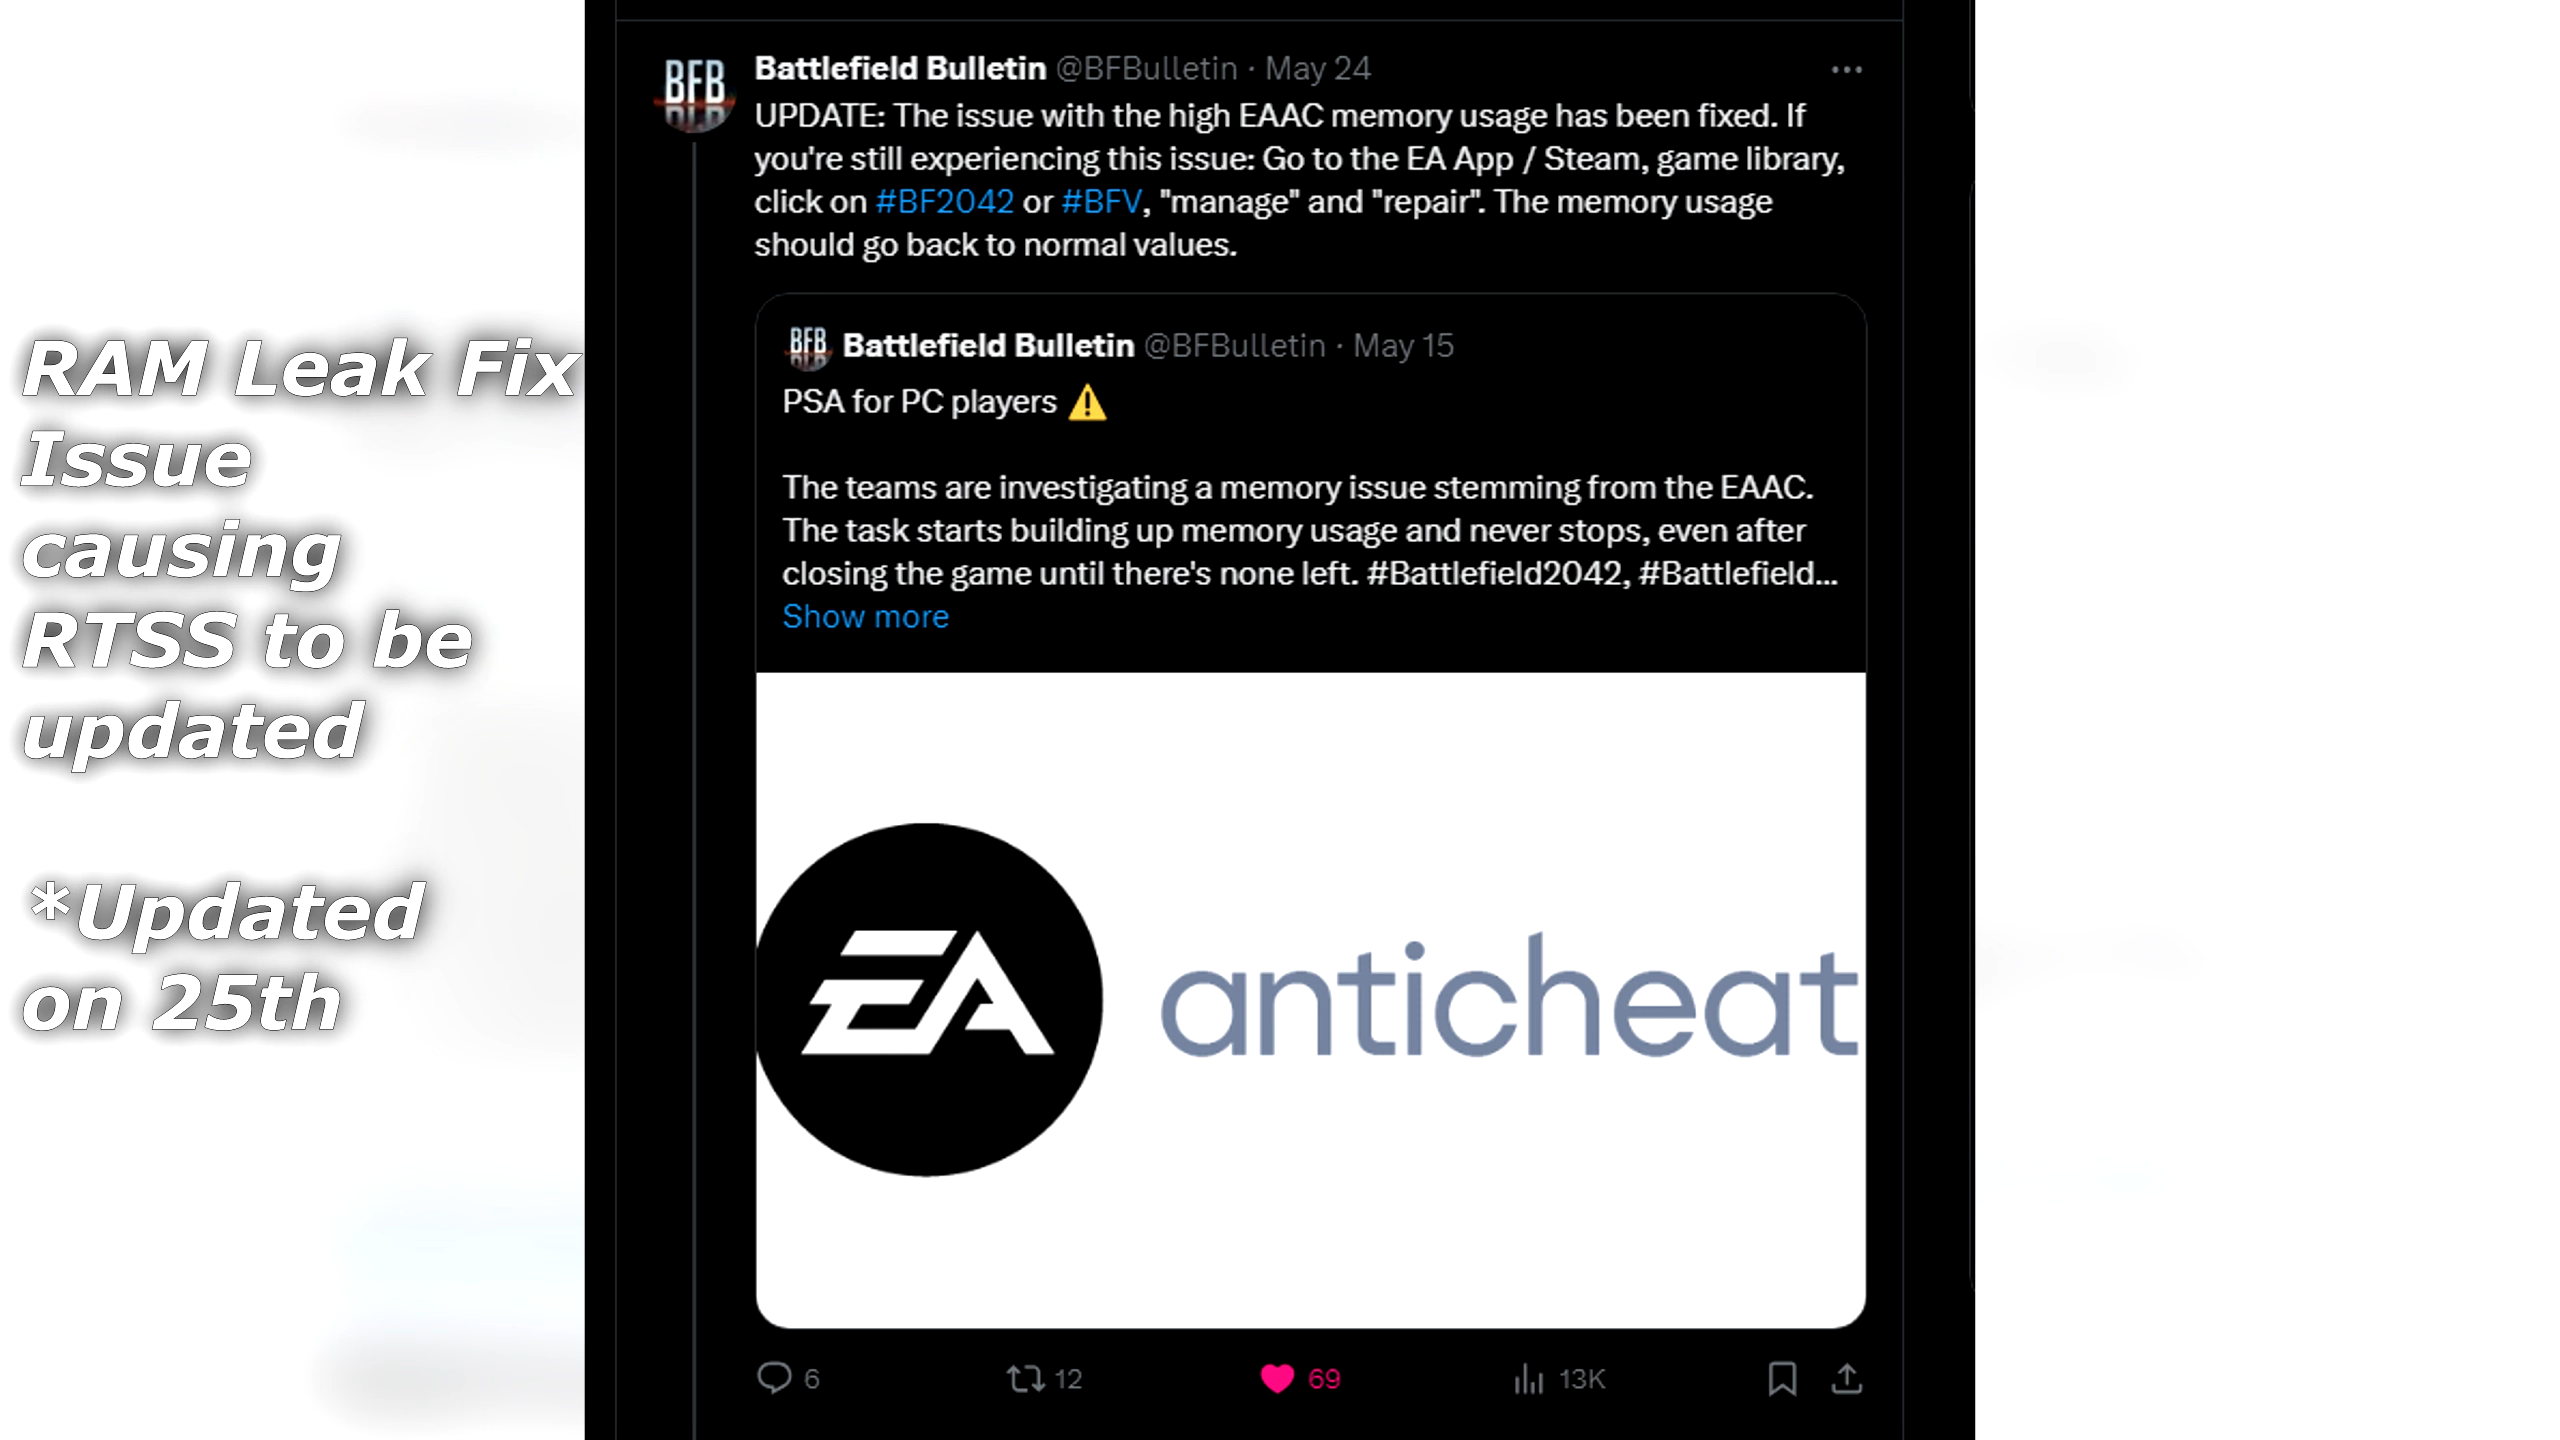 RAM Leak Fix
Issue
causing
RTSS to be
updated
*Updated
on 25th
BFB
Battlefield Bulletin @BFBulletin · May 24
UPDATE: The issue with the high EAAC memory usage has been fixed. If
you're still experiencing this issue: Go to the EA App / Steam, game library,
click on #BF2042 or #BFV, "manage" and "repair". The memory usage
should go back to normal values.
BFB
Battlefield Bulletin @BFBulletin · May 15
PSA for PC players ⚠️
The teams are investigating a memory issue stemming from the EAAC.
The task starts building up memory usage and never stops, even after
closing the game until there's none left. #Battlefield2042, #Battlefield...
Show more
EA anticheat
6 12 69 13K